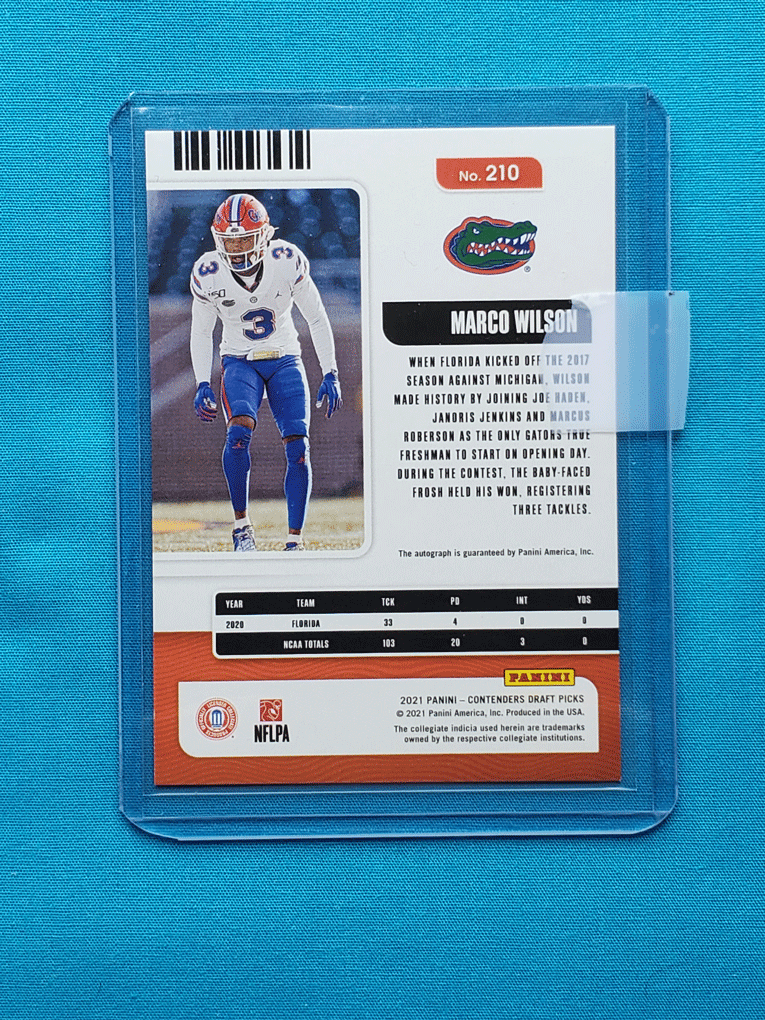 No. 210
®
MARCO WILSON
WHEN FLORIDA KICKED OFF THE 2017
SEASON AGAINST MICHIGAN, WILSON
MADE HISTORY BY JOINING JOE HADEN,
JANORIS JENKINS AND MARCUS
ROBERSON AS THE ONLY GATORS TRUE
FRESHMAN TO START ON OPENING DAY.
DURING THE CONTEST, THE BABY-FACED
FROSH HELD HIS WON, REGISTERING
THREE TACKLES.
The autograph is guaranteed by Panini America, Inc.
3
3
3
150
YEAR TEAM TCK PD INT YDS
2020 FLORIDA 33 4 0 0
NCAA TOTALS 103 20 3 0
PANINI
2021 PANINI – CONTENDERS DRAFT PICKS
© 2021 Panini America, Inc. Produced in the USA.
The collegiate indicia used herein are trademarks
owned by the respective collegiate institutions.
NFLPA